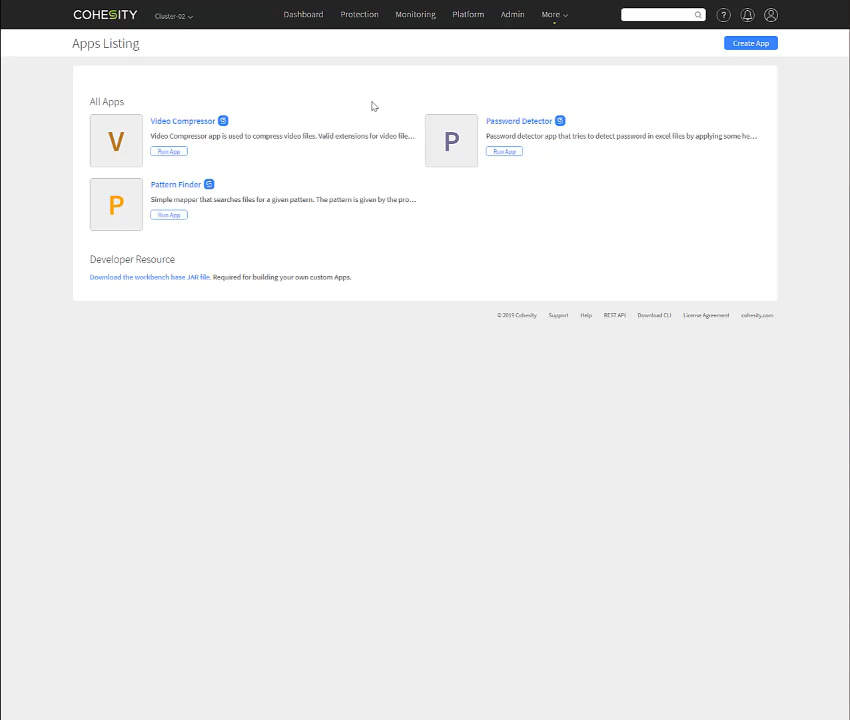 COHESITY Cluster-02 Dashboard Protection Monitoring Platform Admin More
Apps Listing Create App
All Apps
V
Video Compressor
Video Compressor app is used to compress video files. Valid extensions for video file...
Run App
P
Password Detector
Password detector app that tries to detect password in excel files by applying some he...
Run App
P
Pattern Finder
Simple mapper that searches files for a given pattern. The pattern is given by the pro...
Run App
Developer Resource
Download the workbench base JAR file. Required for building your own custom Apps.
© 2019 Cohesity Support Help REST API Download CLI License Agreement cohesity.com